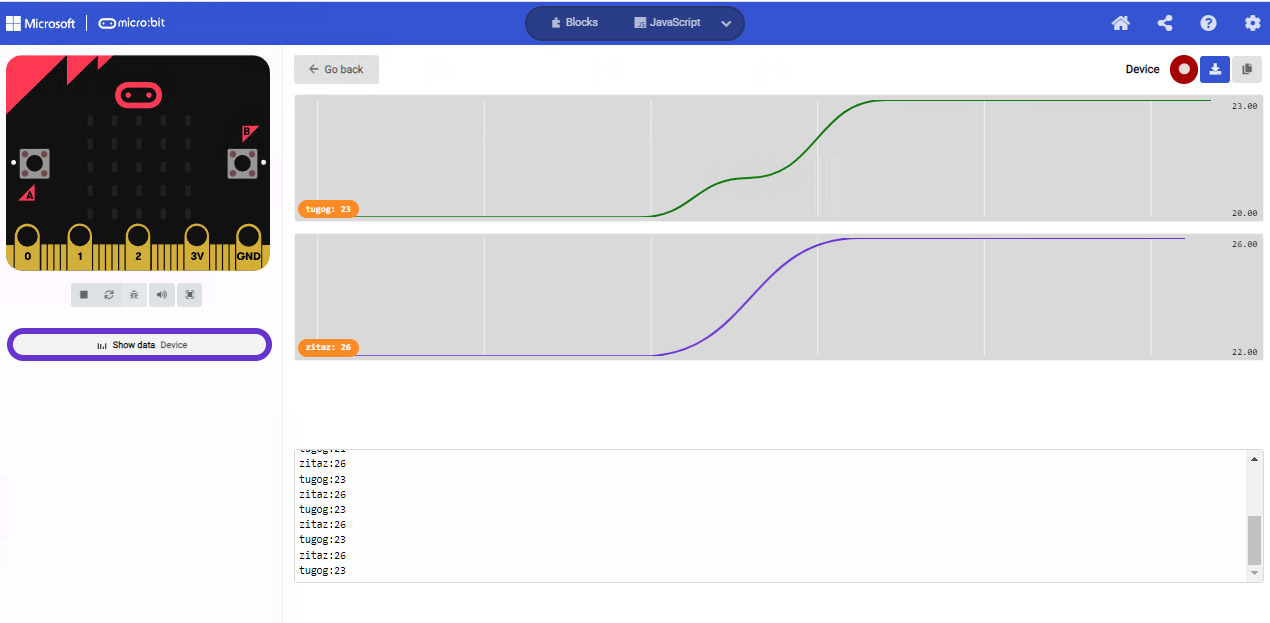 Microsoft micro:bit Blocks JavaScript
Go back Device
23.00
B
tugog: 23
20.00
A
26.00
0 1 2 3V GND
Show data Device
zitaz: 26
22.00
zitaz:26
tugog:23
zitaz:26
tugog:23
zitaz:26
tugog:23
zitaz:26
tugog:23